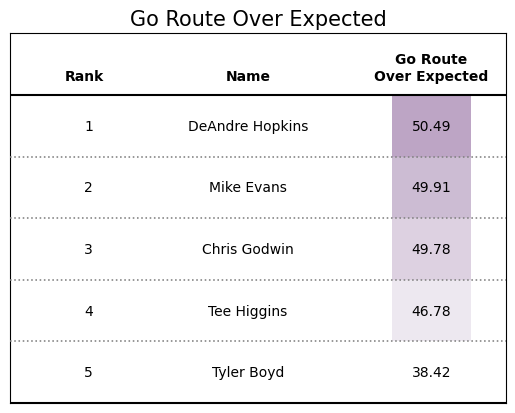 Go Route Over Expected
Rank Name Go Route
Over Expected
1 DeAndre Hopkins 50.49
2 Mike Evans 49.91
3 Chris Godwin 49.78
4 Tee Higgins 46.78
5 Tyler Boyd 38.42